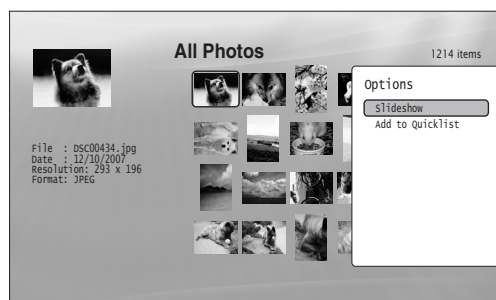 All Photos
1214 items
File : DSC00434.jpg
Date : 12/10/2007
Resolution: 293 x 196
Format: JPEG
Options
Slideshow
Add to Quicklist